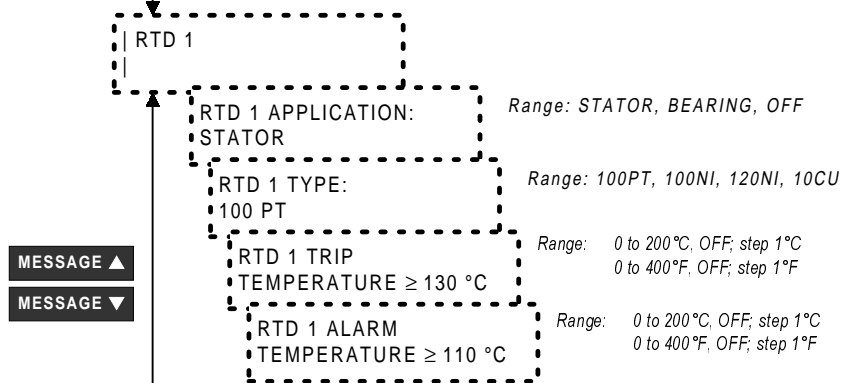 | RTD 1
|
RTD 1 APPLICATION:
STATOR
Range: STATOR, BEARING, OFF
RTD 1 TYPE:
100 PT
Range: 100PT, 100NI, 120NI, 10CU
MESSAGE ▲
MESSAGE ▼
RTD 1 TRIP
TEMPERATURE ≥ 130 °C
Range: 0 to 200°C, OFF; step 1°C
0 to 400°F, OFF; step 1°F
RTD 1 ALARM
TEMPERATURE ≥ 110 °C
Range: 0 to 200°C, OFF; step 1°C
0 to 400°F, OFF; step 1°F